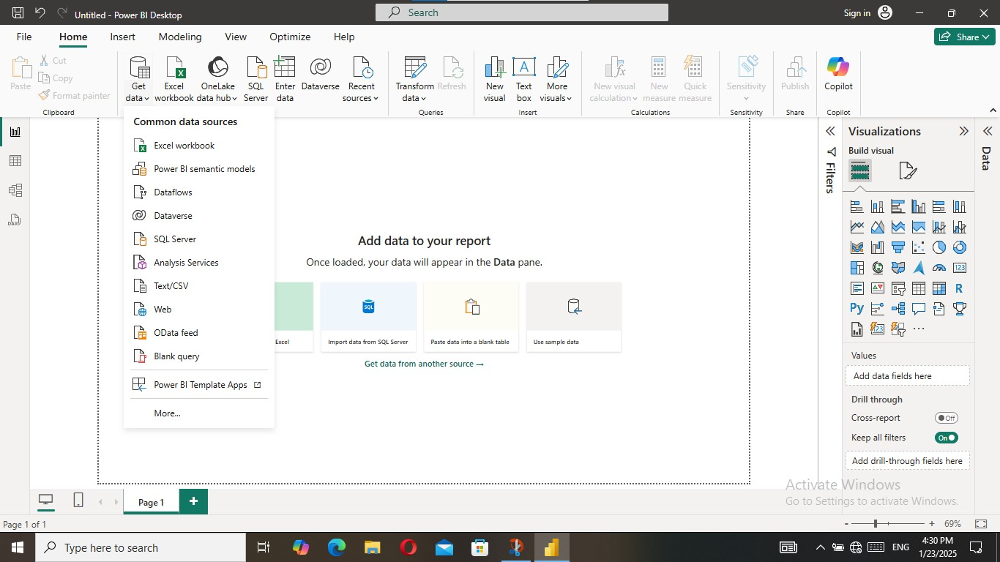 Untitled - Power BI Desktop
Search
Sign in
File
Home
Insert
Modeling
View
Optimize
Help
Share
Paste
Cut
Copy
Format painter
Clipboard
Get data
Excel workbook
OneLake data hub
SQL Server
Enter data
Dataverse
Recent sources
Transform data
Refresh
Queries
New visual
Text box
More visuals
Insert
New visual calculation
New measure
Quick measure
Calculations
Sensitivity
Sensitivity
Publish
Share
Copilot
Copilot
Common data sources
Excel workbook
Power BI semantic models
Dataflows
Dataverse
SQL Server
Analysis Services
Text/CSV
Web
OData feed
Blank query
Power BI Template Apps
More...
Add data to your report
Once loaded, your data will appear in the Data pane.
SQL
Excel
Import data from SQL Server
Paste data into a blank table
Use sample data
Get data from another source →
Filters
Visualizations
Build visual
123
R
Py
123
Values
Add data fields here
Drill through
Cross-report
Off
Keep all filters
On
Add drill-through fields here
Data
DAX
Activate Windows
Go to Settings to activate Windows.
Page 1
+
Page 1 of 1
- + 69%
Type here to search
ENG
4:30 PM
1/23/2025